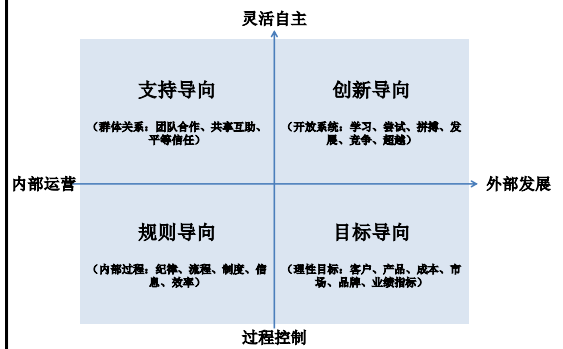 灵活自主
支持导向
（群体关系：团队合作、共享互助、
平等信任）
创新导向
（开放系统：学习、尝试、拼搏、发
展、竞争、超越）
内部运营
外部发展
规则导向
（内部过程：纪律、流程、制度、信
息、效率）
目标导向
（理性目标：客户、产品、成本、市
场、品牌、业绩指标）
过程控制